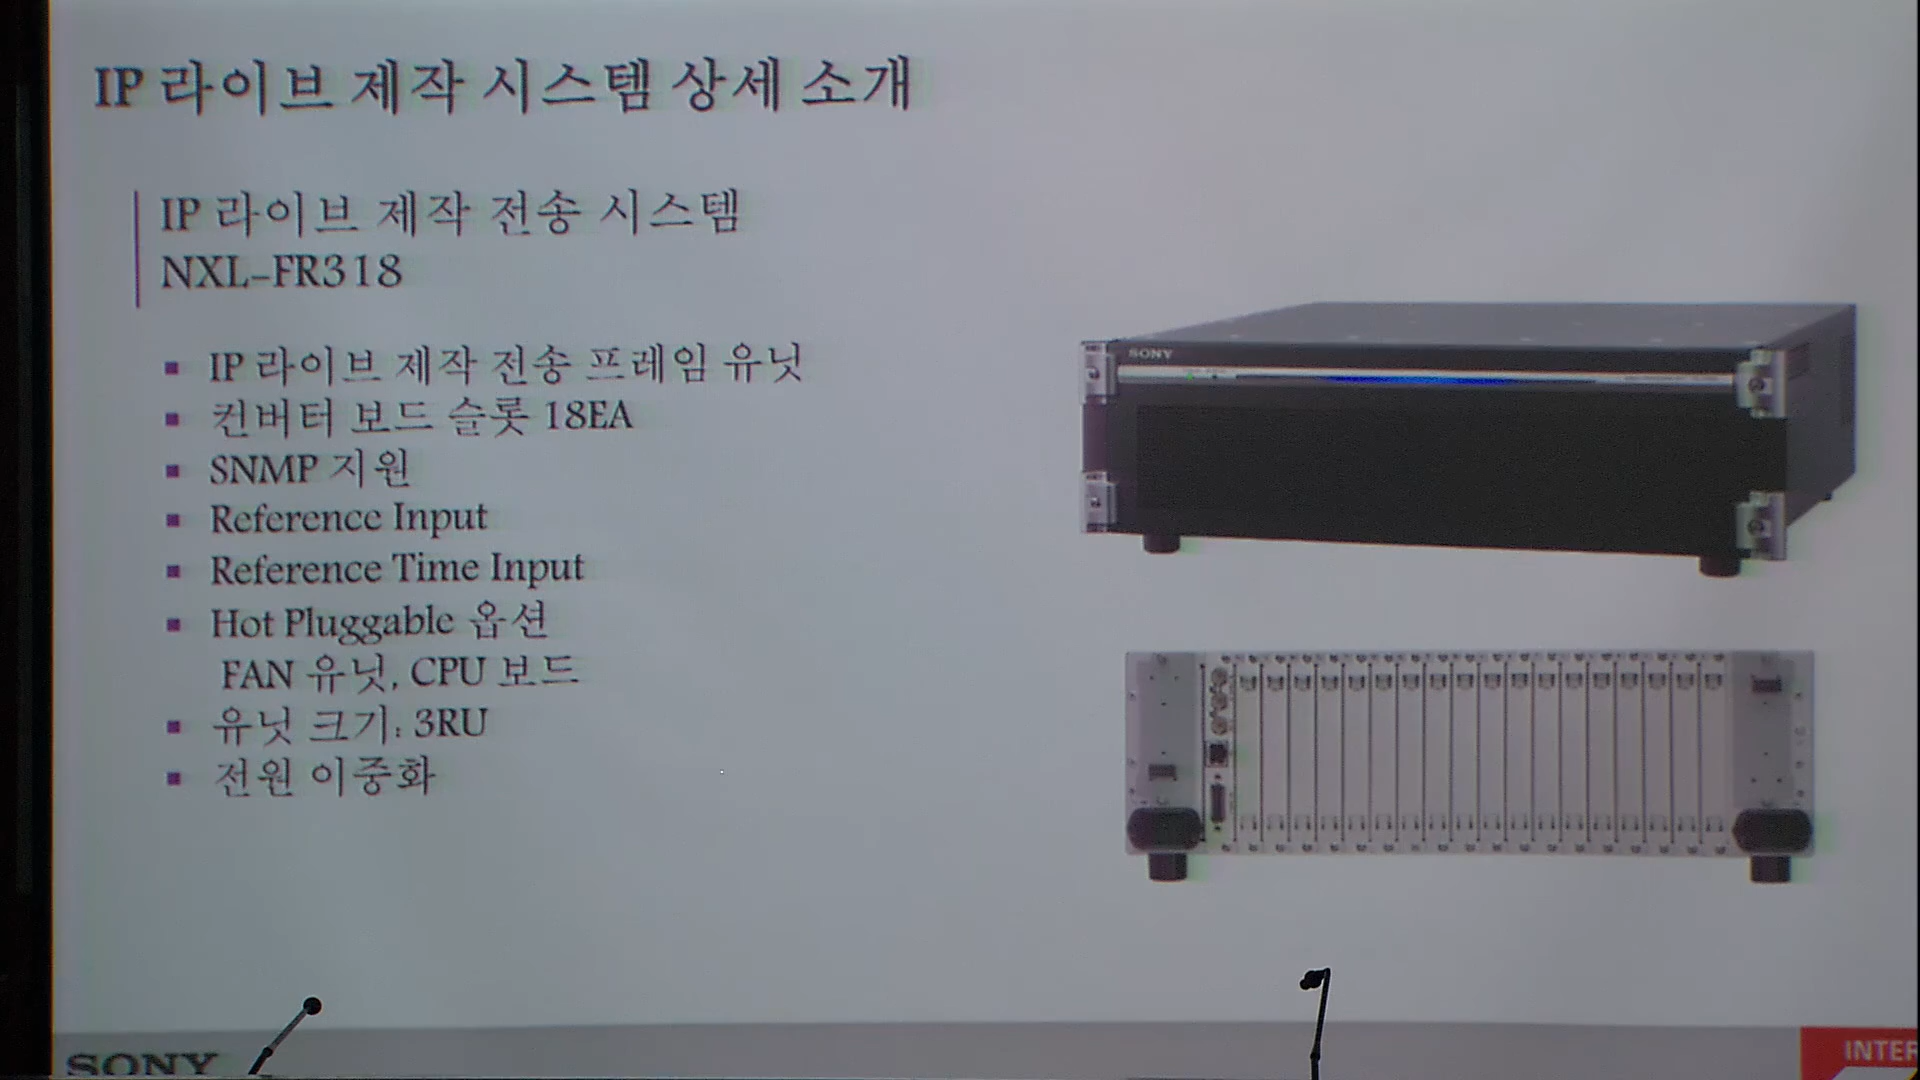 IP 라이브 제작 시스템 상세 소개
IP 라이브 제작 전송 시스템
NXL-FR318
▪ IP 라이브 제작 전송 프레임 유닛
▪ 컨버터 보드 슬롯 18EA
▪ SNMP 지원
▪ Reference Input
▪ Reference Time Input
▪ Hot Pluggable 옵션
FAN 유닛, CPU 보드
▪ 유닛 크기: 3RU
▪ 전원 이중화
SONY
SONY
INTER